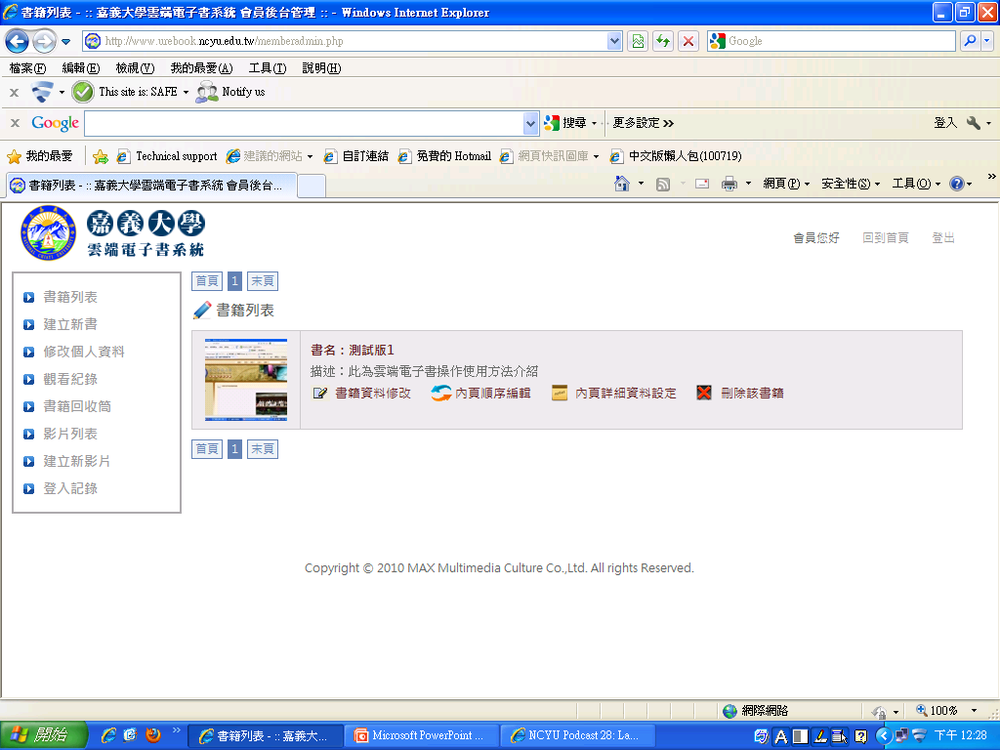 書籍列表 - :: 嘉義大學雲端電子書系統 會員後台管理 :: - Windows Internet Explorer
http://www.urebook.ncyu.edu.tw/memberadmin.php
Google
檔案(F) 編輯(E) 檢視(V) 我的最愛(A) 工具(T) 說明(H)
x This site is: SAFE Notify us
x Google 搜尋 更多設定 >> 登入
我的最愛 Technical support 建議的網站 自訂連結 免費的 Hotmail 網頁快訊圖庫 中文版懶人包(100719)
書籍列表 - :: 嘉義大學雲端電子書系統 會員後台... 網頁(P) 安全性(S) 工具(O) >>
嘉義大學
雲端電子書系統
會員您好 回到首頁 登出
書籍列表
建立新書
修改個人資料
觀看紀錄
書籍回收筒
影片列表
建立新影片
登入記錄
首頁 1 末頁
書籍列表
書名：測試版1
描述：此為雲端電子書操作使用方法介紹
書籍資料修改 內頁順序編輯 內頁詳細資料設定 刪除該書籍
首頁 1 末頁
Copyright © 2010 MAX Multimedia Culture Co.,Ltd. All rights Reserved.
網際網路 100%
開始 >> 書籍列表 - :: 嘉義大... Microsoft PowerPoint ... NCYU Podcast 28: La... A 下午 12:28